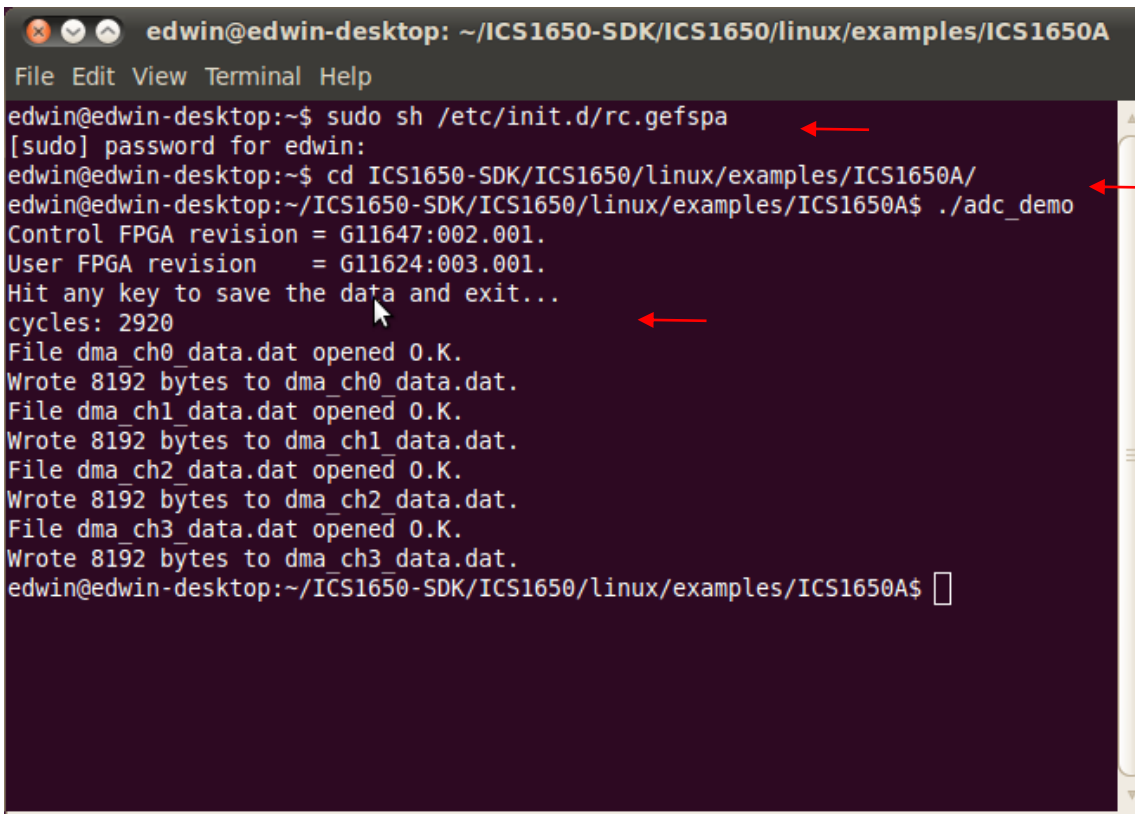 edwin@edwin-desktop: ~/ICS1650-SDK/ICS1650/linux/examples/ICS1650A
File Edit View Terminal Help
edwin@edwin-desktop:~$ sudo sh /etc/init.d/rc.gefspa
[sudo] password for edwin:
edwin@edwin-desktop:~$ cd ICS1650-SDK/ICS1650/linux/examples/ICS1650A/
edwin@edwin-desktop:~/ICS1650-SDK/ICS1650/linux/examples/ICS1650A$ ./adc_demo
Control FPGA revision = G11647:002.001.
User FPGA revision    = G11624:003.001.
Hit any key to save the data and exit...
cycles: 2920
File dma_ch0_data.dat opened O.K.
Wrote 8192 bytes to dma_ch0_data.dat.
File dma_ch1_data.dat opened O.K.
Wrote 8192 bytes to dma_ch1_data.dat.
File dma_ch2_data.dat opened O.K.
Wrote 8192 bytes to dma_ch2_data.dat.
File dma_ch3_data.dat opened O.K.
Wrote 8192 bytes to dma_ch3_data.dat.
edwin@edwin-desktop:~/ICS1650-SDK/ICS1650/linux/examples/ICS1650A$